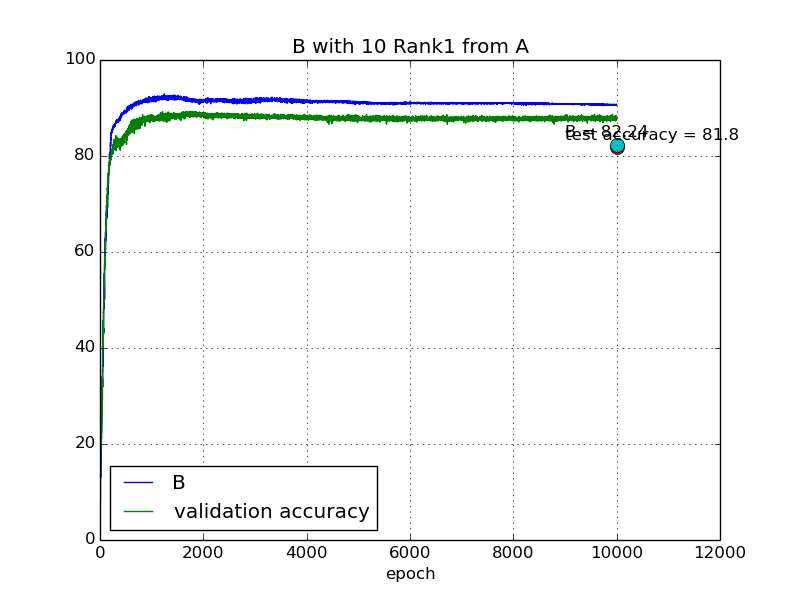 B with 10 Rank1 from A
100
80
60
40
20
0
B = 82.24
test accuracy = 81.8
B
validation accuracy
0 2000 4000 6000 8000 10000 12000
epoch